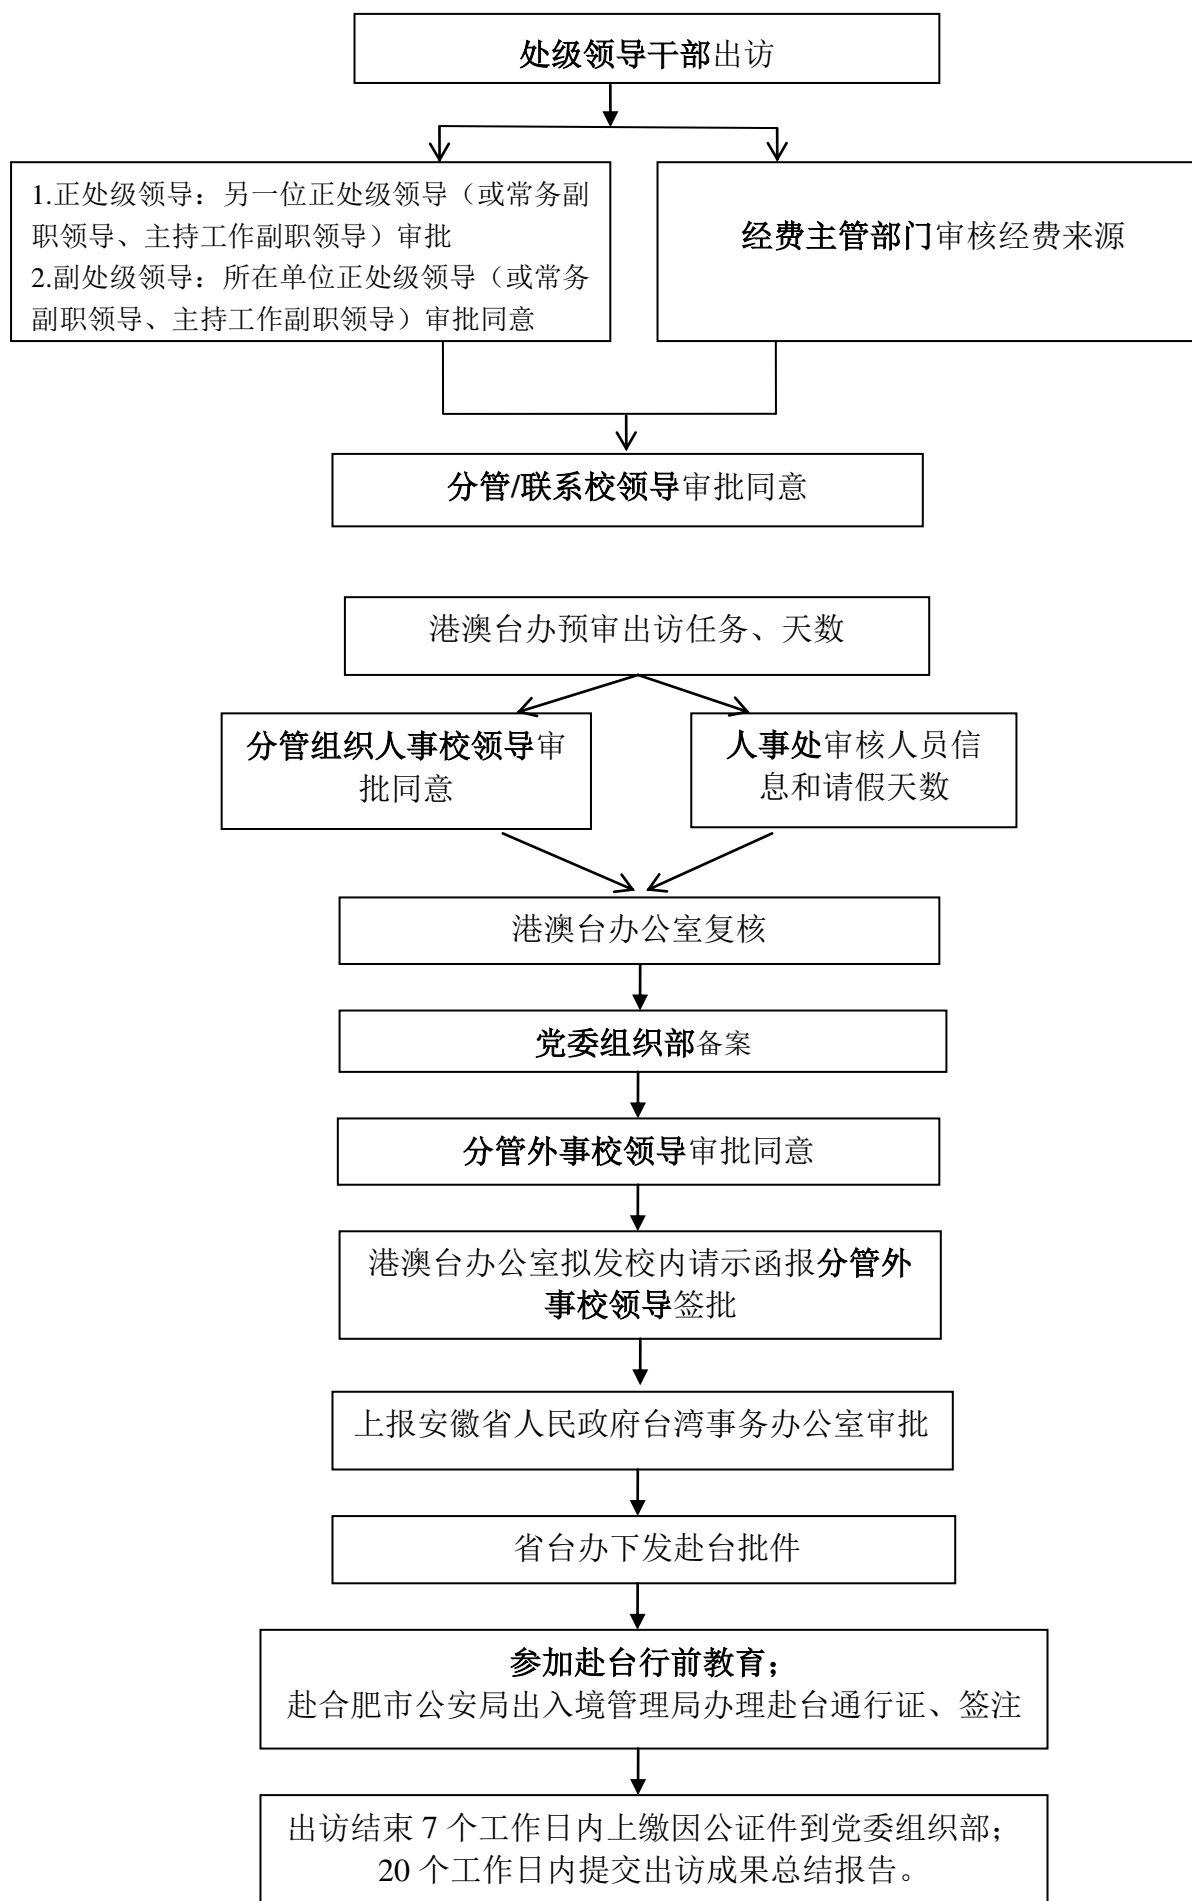 处级领导干部出访
1.正处级领导：另一位正处级领导（或常务副
职领导、主持工作副职领导）审批
2.副处级领导：所在单位正处级领导（或常务
副职领导、主持工作副职领导）审批同意
经费主管部门审核经费来源
分管/联系校领导审批同意
港澳台办预审出访任务、天数
分管组织人事校领导审
批同意
人事处审核人员信
息和请假天数
港澳台办公室复核
党委组织部备案
分管外事校领导审批同意
港澳台办公室拟发校内请示函报分管外
事校领导签批
上报安徽省人民政府台湾事务办公室审批
省台办下发赴台批件
参加赴台行前教育；
赴合肥市公安局出入境管理局办理赴台通行证、签注
出访结束 7 个工作日内上缴因公证件到党委组织部；
20 个工作日内提交出访成果总结报告。